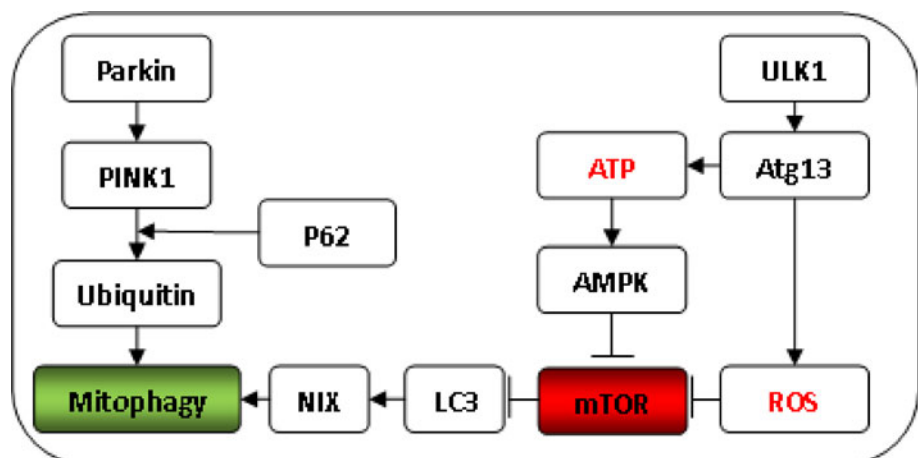 Parkin
ULK1
PINK1
ATP
Atg13
P62
Ubiquitin
AMPK
Mitophagy
NIX
LC3
mTOR
ROS